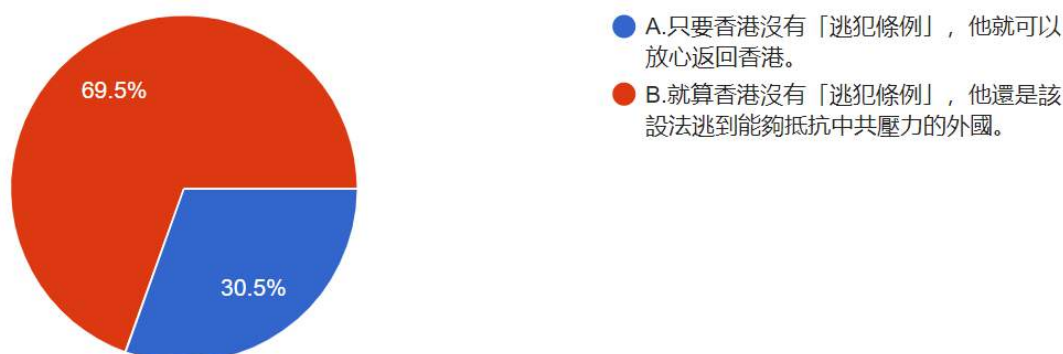 69.5%
30.5%
A.只要香港沒有「逃犯條例」，他就可以
放心返回香港。
B.就算香港沒有「逃犯條例」，他還是該
設法逃到能夠抵抗中共壓力的外國。